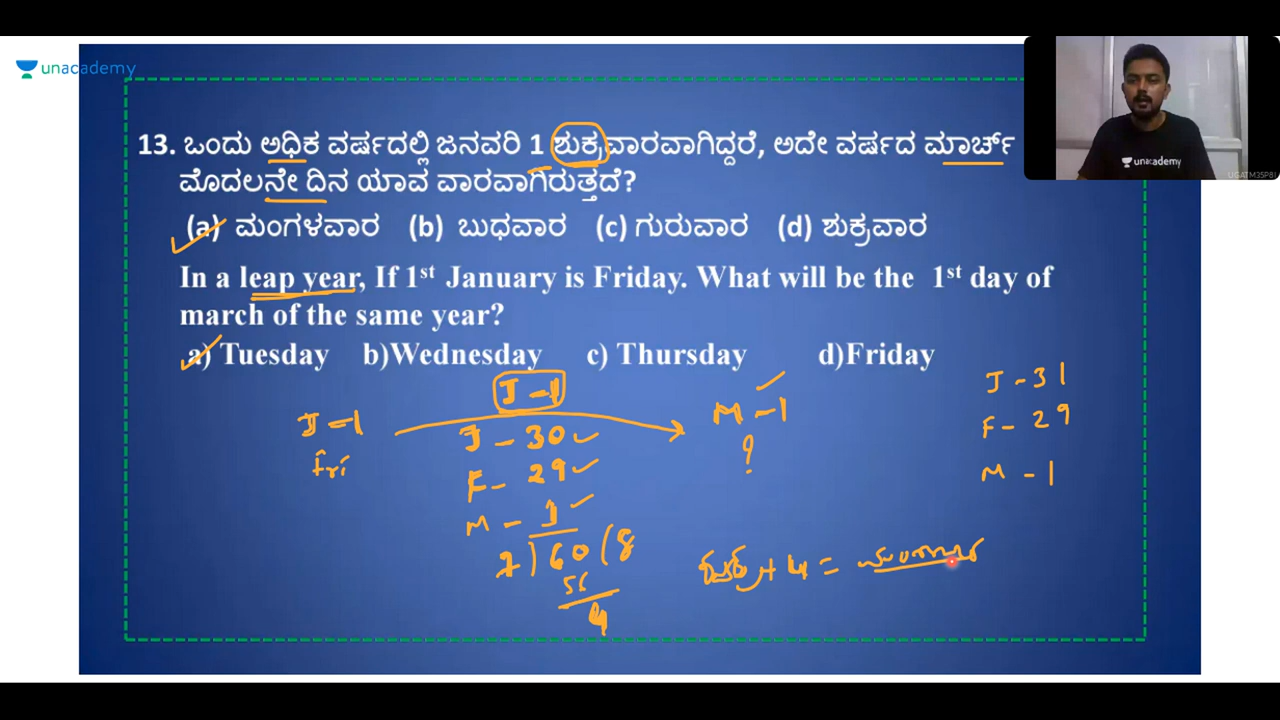 unacademy
13. ಒಂದು ಅಧಿಕ ವರ್ಷದಲ್ಲಿ ಜನವರಿ 1 ಶುಕ್ರವಾರವಾಗಿದ್ದರೆ, ಅದೇ ವರ್ಷದ ಮಾರ್ಚ್
ಮೊದಲನೇ ದಿನ ಯಾವ ವಾರವಾಗಿರುತ್ತದೆ?
(a) ಮಂಗಳವಾರ (b) ಬುಧವಾರ (c) ಗುರುವಾರ (d) ಶುಕ್ರವಾರ
In a leap year, If 1st January is Friday. What will be the 1st day of
march of the same year?
a) Tuesday b)Wednesday c) Thursday d)Friday
J - 1
J - 1
Fri
J - 30
F - 29
M - 1
7 ) 60 ( 8
56
4
M - 1
?
J - 31
F - 29
M - 1
+ 4 =
unacademy
UGATM35P8I